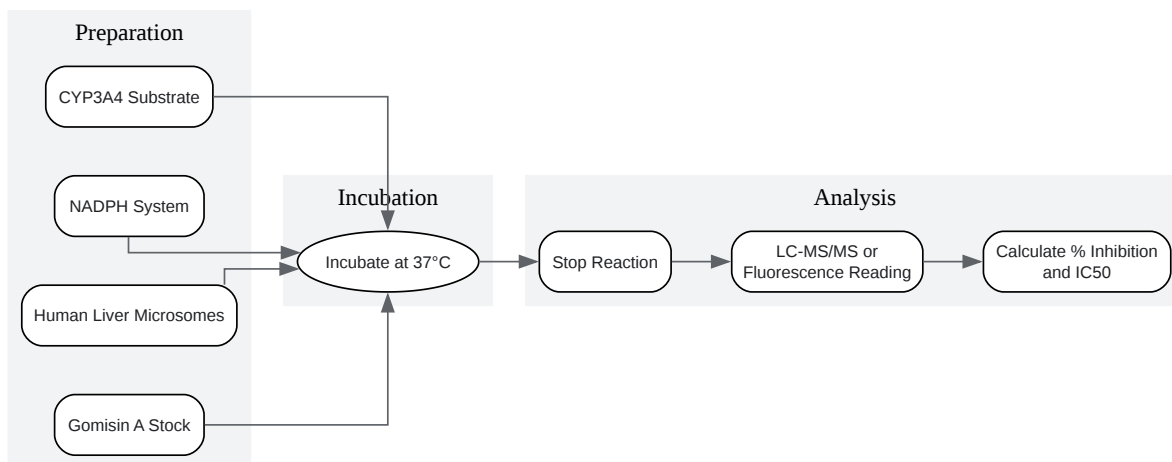 Preparation
CYP3A4 Substrate
NADPH System
Human Liver Microsomes
Gomisin A Stock
Incubation
Incubate at 37°C
Analysis
Stop Reaction
LC-MS/MS or
Fluorescence Reading
Calculate % Inhibition
and IC50